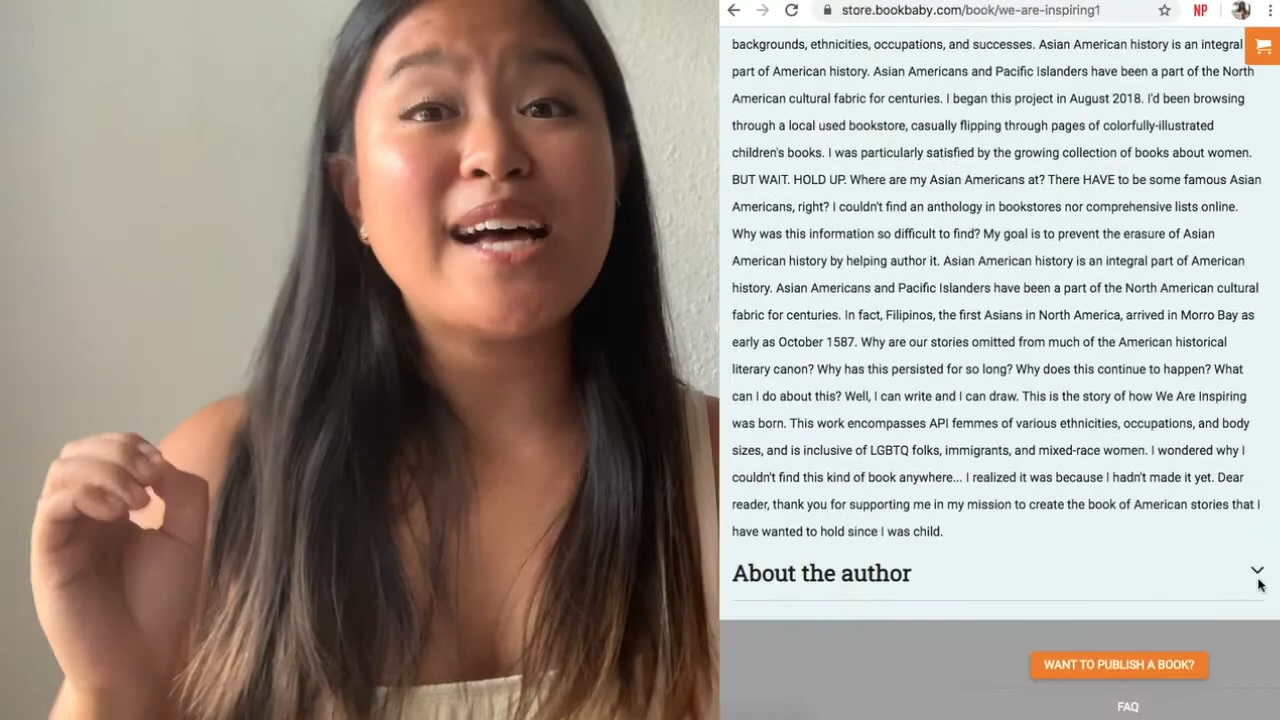 store.bookbaby.com/book/we-are-inspiring1
NP
backgrounds, ethnicities, occupations, and successes. Asian American history is an integral
part of American history. Asian Americans and Pacific Islanders have been a part of the North
American cultural fabric for centuries. I began this project in August 2018. I'd been browsing
through a local used bookstore, casually flipping through pages of colorfully-illustrated
children's books. I was particularly satisfied by the growing collection of books about women.
BUT WAIT. HOLD UP. Where are my Asian Americans at? There HAVE to be some famous Asian
Americans, right? I couldn't find an anthology in bookstores nor comprehensive lists online.
Why was this information so difficult to find? My goal is to prevent the erasure of Asian
American history by helping author it. Asian American history is an integral part of American
history. Asian Americans and Pacific Islanders have been a part of the North American cultural
fabric for centuries. In fact, Filipinos, the first Asians in North America, arrived in Morro Bay as
early as October 1587. Why are our stories omitted from much of the American historical
literary canon? Why has this persisted for so long? Why does this continue to happen? What
can I do about this? Well, I can write and I can draw. This is the story of how We Are Inspiring
was born. This work encompasses API femmes of various ethnicities, occupations, and body
sizes, and is inclusive of LGBTQ folks, immigrants, and mixed-race women. I wondered why I
couldn't find this kind of book anywhere... I realized it was because I hadn't made it yet. Dear
reader, thank you for supporting me in my mission to create the book of American stories that I
have wanted to hold since I was child.
About the author
WANT TO PUBLISH A BOOK?
FAQ